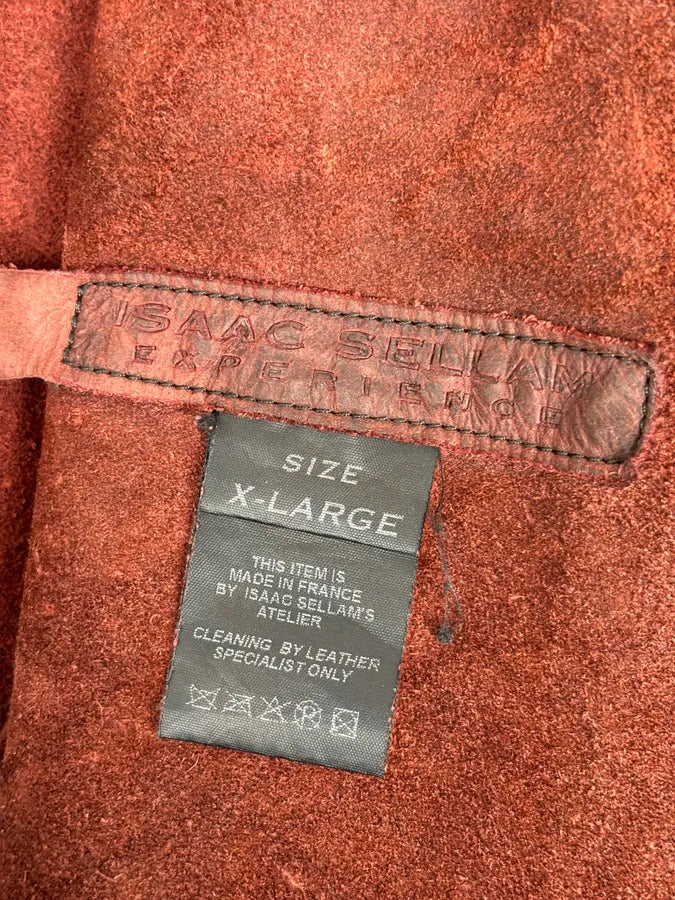 ISAAC SELLAM
EXPERIENCE
SIZE
X-LARGE
THIS ITEM IS
MADE IN FRANCE
BY ISAAC SELLAM'S
ATELIER
CLEANING BY LEATHER
SPECIALIST ONLY